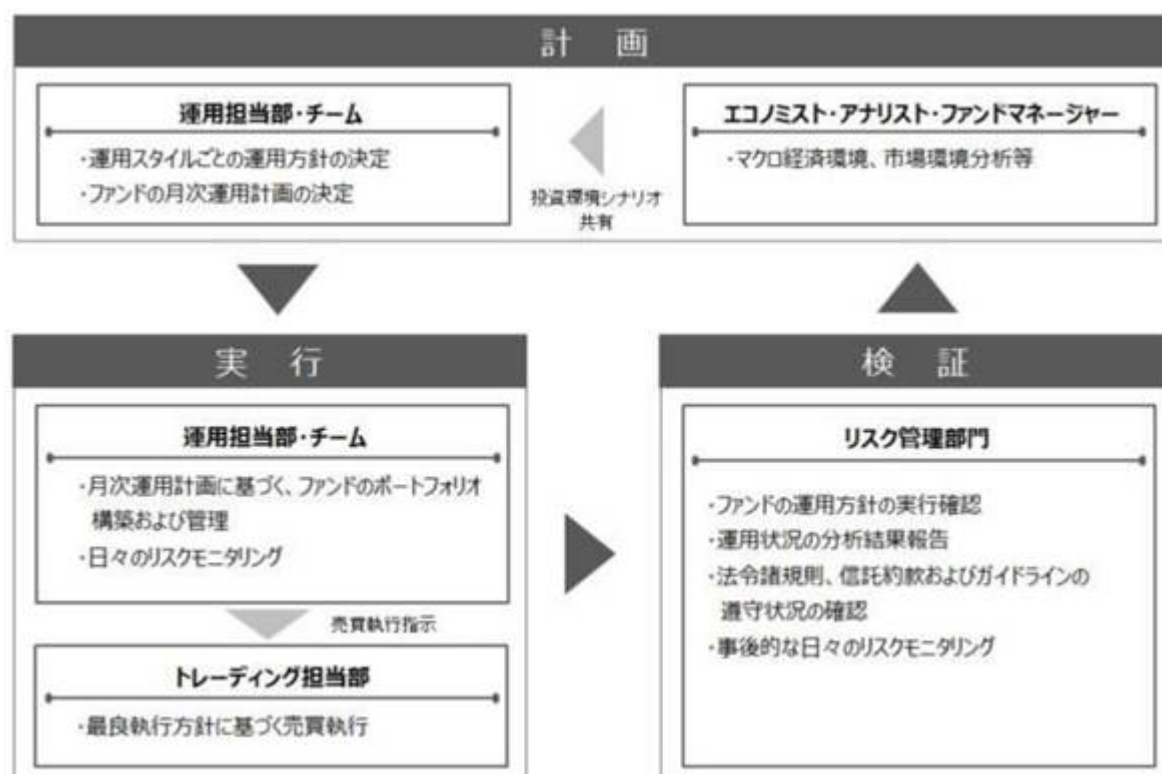 計 画
運用担当部・チーム
・運用スタイルごとの運用方針の決定
・ファンドの月次運用計画の決定
投資環境シナリオ
共有
エコノミスト・アナリスト・ファンドマネージャー
・マクロ経済環境、市場環境分析等
実 行
運用担当部・チーム
・月次運用計画に基づく、ファンドのポートフォリオ
構築および管理
・日々のリスクモニタリング
売買執行指示
トレーディング担当部
・最良執行方針に基づく売買執行
検 証
リスク管理部門
・ファンドの運用方針の実行確認
・運用状況の分析結果報告
・法令諸規則、信託約款およびガイドラインの
遵守状況の確認
・事後的な日々のリスクモニタリング